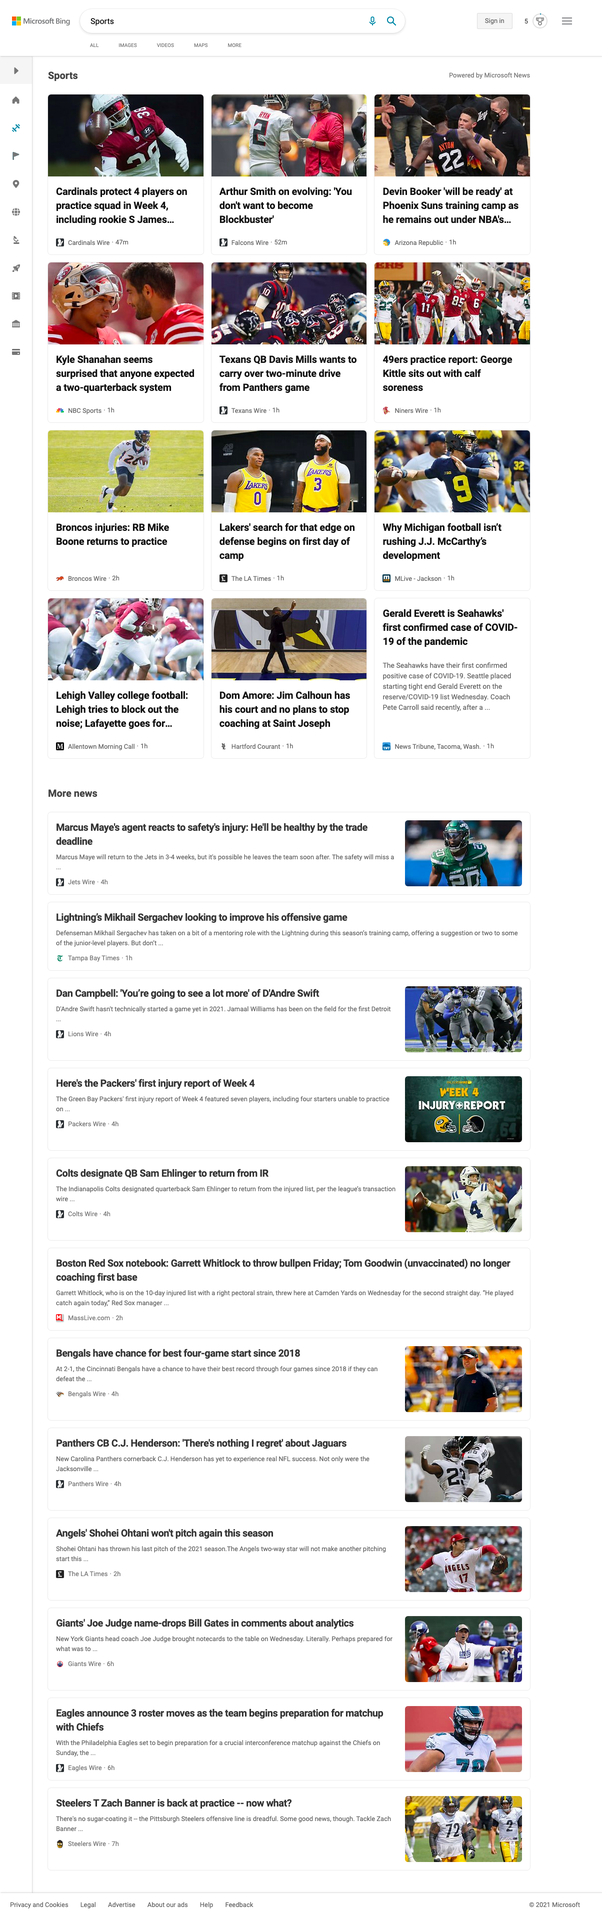 Microsoft Bing
Sports
Sign in
5
ALL IMAGES VIDEOS MAPS MORE
Sports
Powered by Microsoft News
Cardinals protect 4 players on
practice squad in Week 4,
including rookie S James...
Cardinals Wire · 47m
Arthur Smith on evolving: 'You
don't want to become
Blockbuster'
Falcons Wire · 52m
Devin Booker 'will be ready' at
Phoenix Suns training camp as
he remains out under NBA's...
Arizona Republic · 1h
Kyle Shanahan seems
surprised that anyone expected
a two-quarterback system
NBC Sports · 1h
Texans QB Davis Mills wants to
carry over two-minute drive
from Panthers game
Texans Wire · 1h
49ers practice report: George
Kittle sits out with calf
soreness
Niners Wire · 1h
Broncos injuries: RB Mike
Boone returns to practice
Broncos Wire · 2h
Lakers' search for that edge on
defense begins on first day of
camp
The LA Times · 1h
Why Michigan football isn't
rushing J.J. McCarthy's
development
MLive - Jackson · 1h
Lehigh Valley college football:
Lehigh tries to block out the
noise; Lafayette goes for...
Allentown Morning Call · 1h
Dom Amore: Jim Calhoun has
his court and no plans to stop
coaching at Saint Joseph
Hartford Courant · 1h
Gerald Everett is Seahawks'
first confirmed case of COVID-
19 of the pandemic
The Seahawks have their first confirmed
positive case of COVID-19. Seattle placed
starting tight end Gerald Everett on the
reserve/COVID-19 list Wednesday. Coach
Pete Carroll said recently, after a ...
News Tribune, Tacoma, Wash. · 1h
More news
Marcus Maye's agent reacts to safety's injury: He'll be healthy by the trade
deadline
Marcus Maye will return to the Jets in 3-4 weeks, but it's possible he leaves the team soon after. The safety will miss a
...
Jets Wire · 4h
Lightning's Mikhail Sergachev looking to improve his offensive game
Defenseman Mikhail Sergachev has taken on a bit of a mentoring role with the Lightning during this season's training camp, offering a suggestion or two to some
of the junior-level players. But don't ...
Tampa Bay Times · 1h
Dan Campbell: 'You're going to see a lot more' of D'Andre Swift
D'Andre Swift hasn't technically started a game yet in 2021. Jamaal Williams has been on the field for the first Detroit
...
Lions Wire · 4h
Here's the Packers' first injury report of Week 4
The Green Bay Packers' first injury report of Week 4 featured seven players, including four starters unable to practice
on ...
Packers Wire · 4h
WEEK 4
INJURY+REPORT
Colts designate QB Sam Ehlinger to return from IR
The Indianapolis Colts designated quarterback Sam Ehlinger to return from the injured list, per the league's transaction
wire ...
Colts Wire · 4h
Boston Red Sox notebook: Garrett Whitlock to throw bullpen Friday; Tom Goodwin (unvaccinated) no longer
coaching first base
Garrett Whitlock, who is on the 10-day injured list with a right pectoral strain, threw here at Camden Yards on Wednesday for the second straight day. "He played
catch again today," Red Sox manager ...
MassLive.com · 2h
Bengals have chance for best four-game start since 2018
At 2-1, the Cincinnati Bengals have a chance to have their best record through four games since 2018 if they can
defeat the ...
Bengals Wire · 4h
Panthers CB C.J. Henderson: 'There's nothing I regret' about Jaguars
New Carolina Panthers cornerback C.J. Henderson has yet to experience real NFL success. Not only were the
Jacksonville ...
Panthers Wire · 4h
Angels' Shohei Ohtani won't pitch again this season
Shohei Ohtani has thrown his last pitch of the 2021 season.The Angels two-way star will not make another pitching
start this ...
The LA Times · 2h
Giants' Joe Judge name-drops Bill Gates in comments about analytics
New York Giants head coach Joe Judge brought notecards to the table on Wednesday. Literally. Perhaps prepared for
what was to ...
Giants Wire · 6h
Eagles announce 3 roster moves as the team begins preparation for matchup
with Chiefs
With the Philadelphia Eagles set to begin preparation for a crucial interconference matchup against the Chiefs on
Sunday, the ...
Eagles Wire · 6h
Steelers T Zach Banner is back at practice -- now what?
There's no sugar-coating it – the Pittsburgh Steelers offensive line is dreadful. Some good news, though. Tackle Zach
Banner ...
Steelers Wire · 7h
Privacy and Cookies Legal Advertise About our ads Help Feedback
© 2021 Microsoft